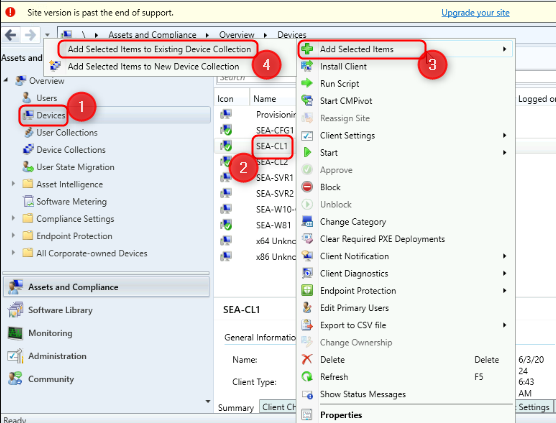 Site version is past the end of support.
Upgrade your site
\ ▸ Assets and Compliance ▸ Overview ▸ Devices
Assets and
Add Selected Items to Existing Device Collection
Add Selected Items to New Device Collection
4
Overview
Users
1
Devices
User Collections
Device Collections
User State Migration
Asset Intelligence
Software Metering
Compliance Settings
Endpoint Protection
All Corporate-owned Devices
Assets and Compliance
Software Library
Monitoring
Administration
Community
Ready
Search
Icon Name
Provisionin
SEA-CFG1
SEA-CL1
SEA-CL2
2
SEA-SVR1
SEA-SVR2
SEA-W10-
SEA-W81
x64 Unkno
x86 Unkno
SEA-CL1
General Informatio
Name:
Client Type:
Summary Client Ch
Add Selected Items
3
Install Client
Run Script
Start CMPivot
Reassign Site
Client Settings
Start
Approve
Block
Unblock
Change Category
Clear Required PXE Deployments
Client Notification
Client Diagnostics
Endpoint Protection
Edit Primary Users
Export to CSV file
Change Ownership
Delete Delete
Refresh F5
Show Status Messages
Properties
Logged o
6/3/20
24
6:43
AM
Settings